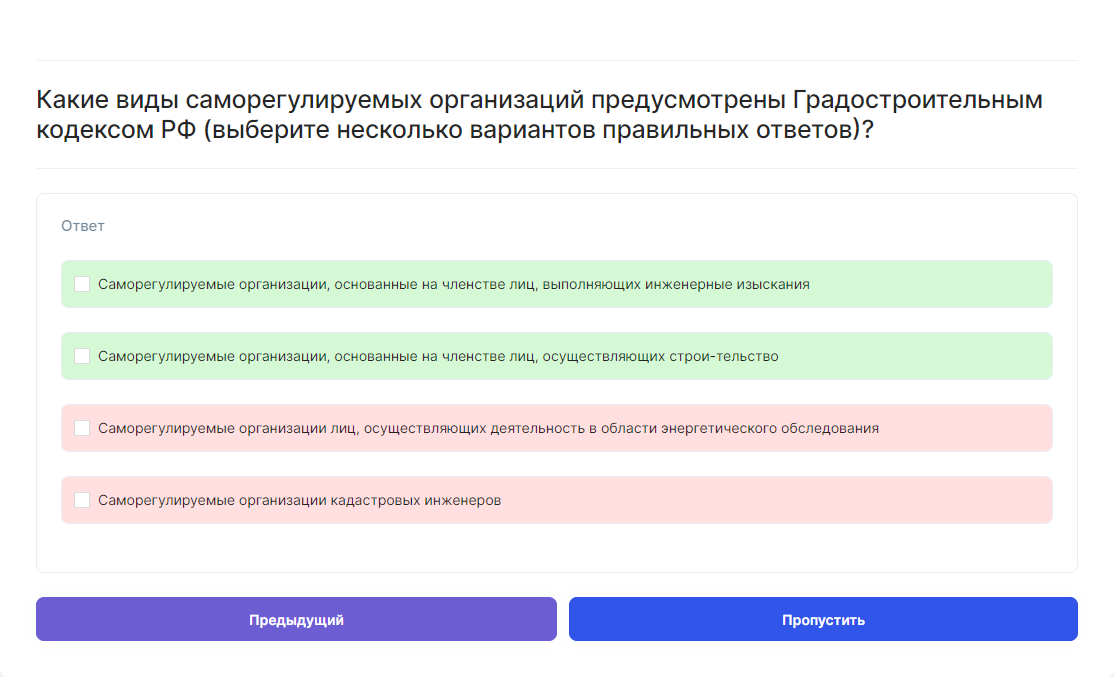 Какие виды саморегулируемых организаций предусмотрены Градостроительным
кодексом РФ (выберите несколько вариантов правильных ответов)?
Ответ
Саморегулируемые организации, основанные на членстве лиц, выполняющих инженерные изыскания
Саморегулируемые организации, основанные на членстве лиц, осуществляющих строи-тельство
Саморегулируемые организации лиц, осуществляющих деятельность в области энергетического обследования
Саморегулируемые организации кадастровых инженеров
Предыдущий
Пропустить